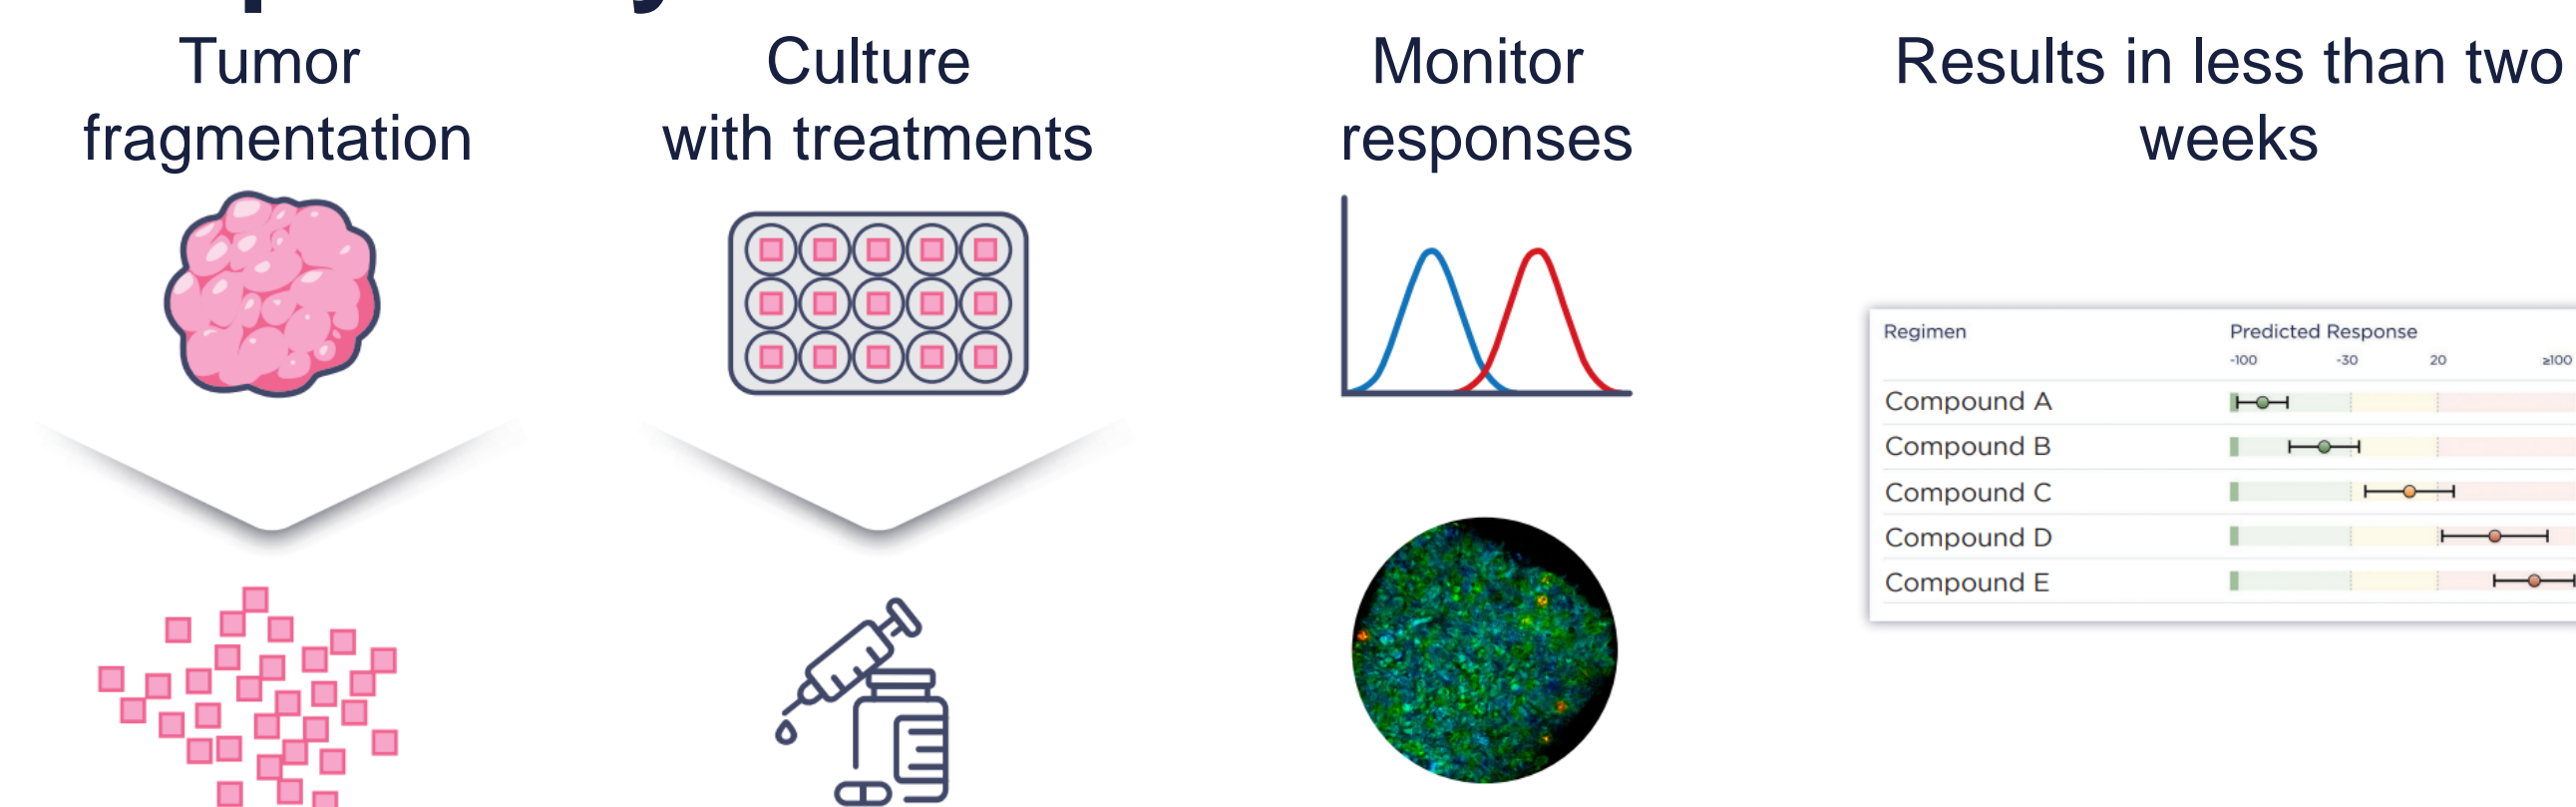 Tumor
fragmentation
Culture
with treatments
Monitor
responses
Results in less than two
weeks
Regimen Predicted Response
-100 -30 20 ≥100
Compound A
Compound B
Compound C
Compound D
Compound E